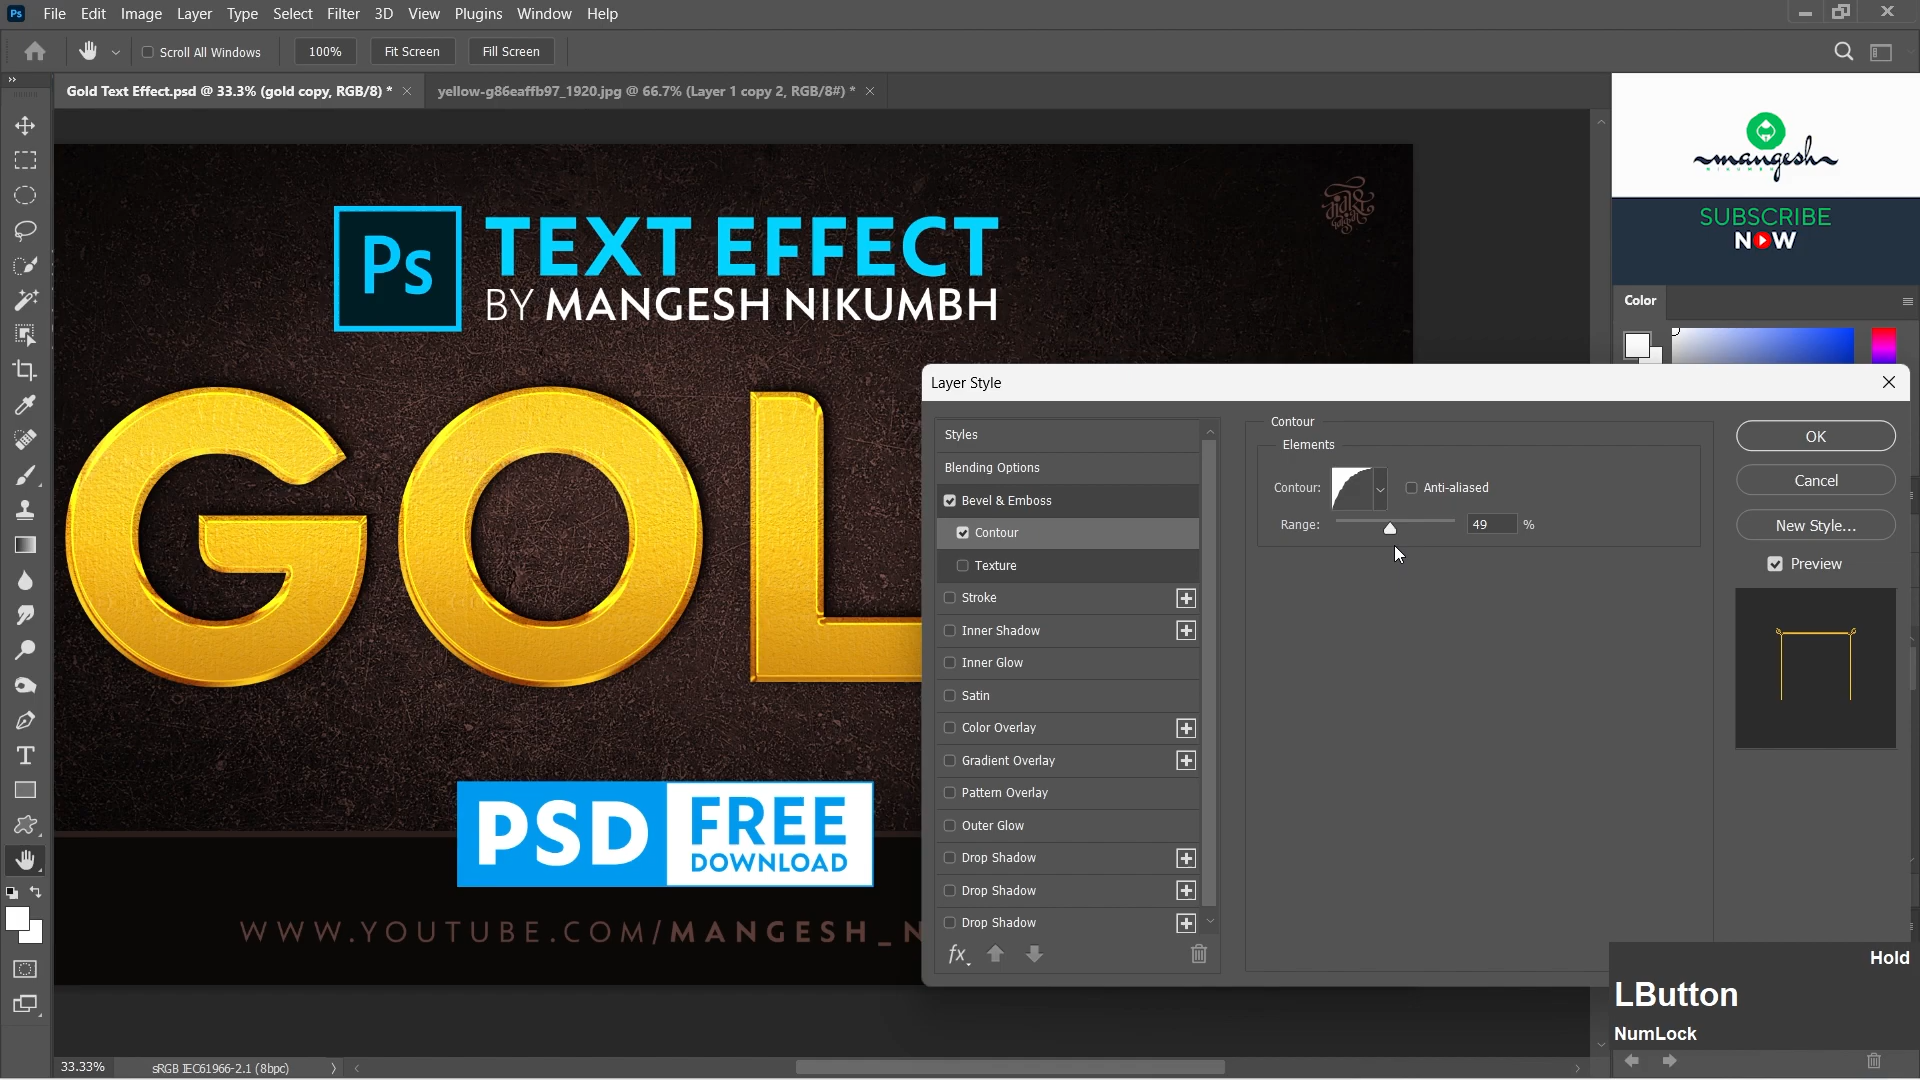 Ps File Edit Image Layer Type Select Filter 3D View Plugins Window Help
Scroll All Windows 100% Fit Screen Fill Screen
Gold Text Effect.psd @ 33.3% (gold copy, RGB/8) *
yellow-g86eaffb97_1920.jpg @ 66.7% (Layer 1 copy 2, RGB/8#) *
Ps
TEXT EFFECT
BY MANGESH NIKUMBH
GOL
PSD
FREE
DOWNLOAD
WWW.YOUTUBE.COM/MANGESH_N
mangesh
NIKUMBH
SUBSCRIBE
NOW
Color
Layer Style
Styles
Blending Options
Bevel & Emboss
Contour
Texture
Stroke
Inner Shadow
Inner Glow
Satin
Color Overlay
Gradient Overlay
Pattern Overlay
Outer Glow
Drop Shadow
Drop Shadow
Drop Shadow
fx
Contour
Elements
Contour: Anti-aliased
Range: 49 %
OK
Cancel
New Style...
Preview
Hold
LButton
NumLock
33.33% sRGB IEC61966-2.1 (8bpc)